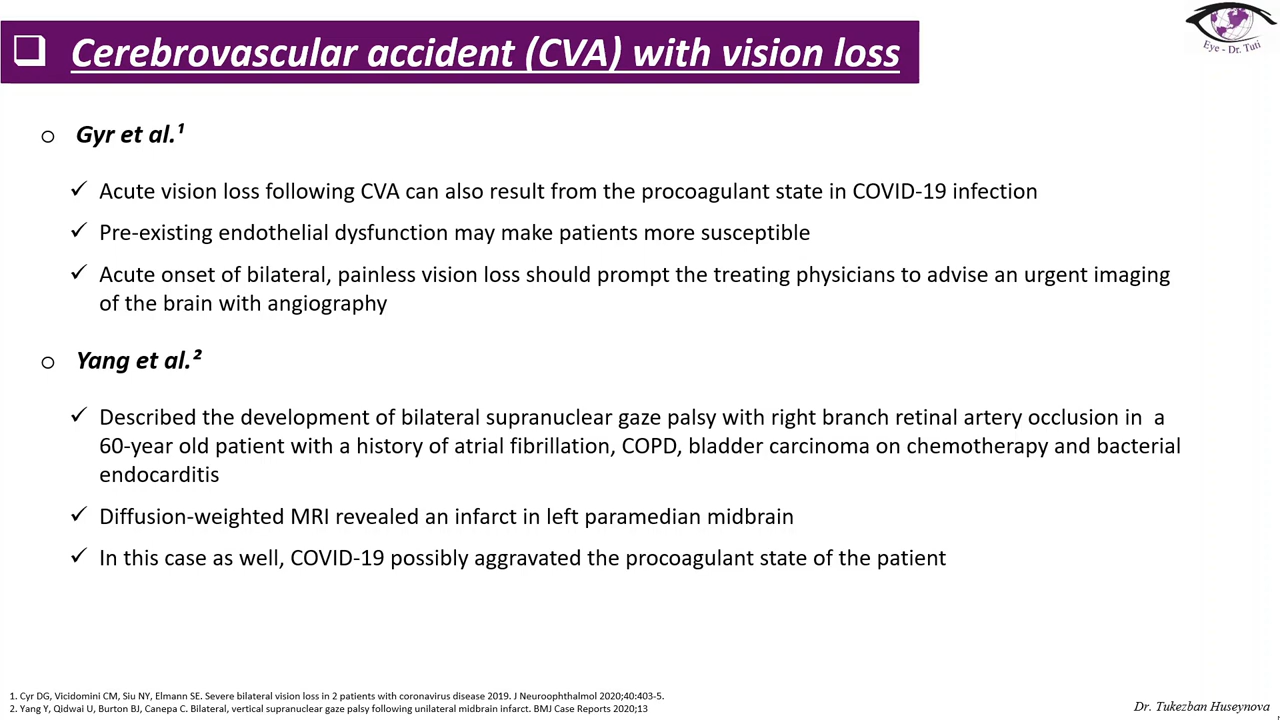 Cerebrovascular accident (CVA) with vision loss
Eye - Dr. Tuti
Gyr et al.¹
Acute vision loss following CVA can also result from the procoagulant state in COVID-19 infection
Pre-existing endothelial dysfunction may make patients more susceptible
Acute onset of bilateral, painless vision loss should prompt the treating physicians to advise an urgent imaging
of the brain with angiography
Yang et al.²
Described the development of bilateral supranuclear gaze palsy with right branch retinal artery occlusion in a
60-year old patient with a history of atrial fibrillation, COPD, bladder carcinoma on chemotherapy and bacterial
endocarditis
Diffusion-weighted MRI revealed an infarct in left paramedian midbrain
In this case as well, COVID-19 possibly aggravated the procoagulant state of the patient
1. Cyr DG, Vicidomini CM, Siu NY, Elmann SE. Severe bilateral vision loss in 2 patients with coronavirus disease 2019. J Neuroophthalmol 2020;40:403-5.
2. Yang Y, Qidwai U, Burton BJ, Canepa C. Bilateral, vertical supranuclear gaze palsy following unilateral midbrain infarct. BMJ Case Reports 2020;13
Dr. Tukezban Huseynova